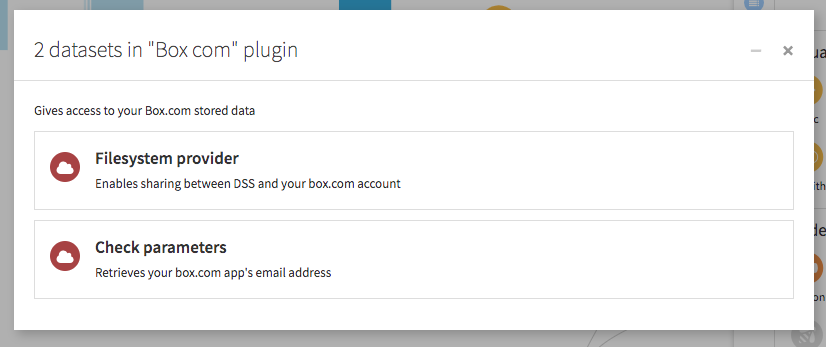 2 datasets in "Box com" plugin
Gives access to your Box.com stored data
Filesystem provider
Enables sharing between DSS and your box.com account
Check parameters
Retrieves your box.com app's email address